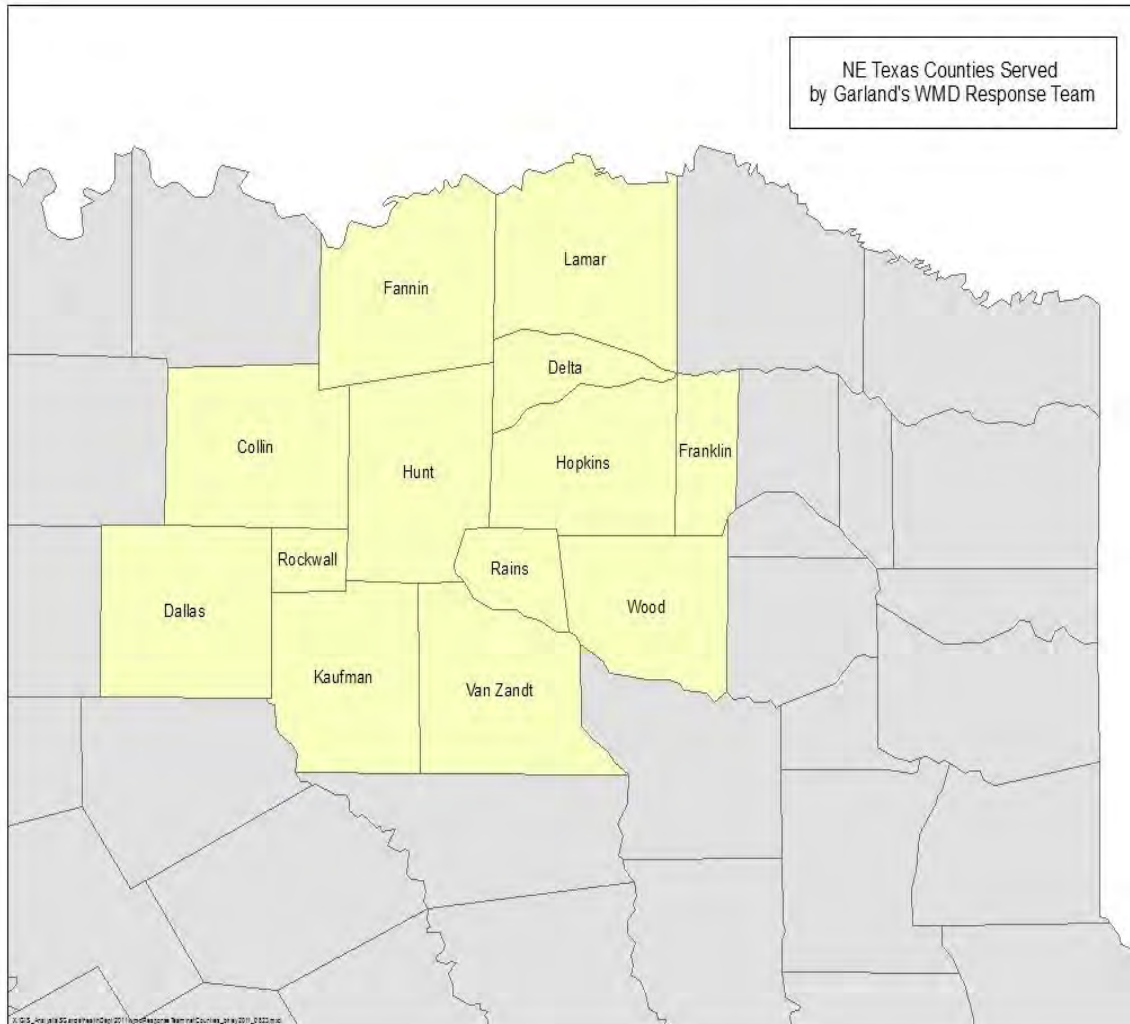 NE Texas Counties Served
by Garland's WMD Response Team
Lamar
Fannin
Delta
Collin
Franklin
Hopkins
Hunt
Rockwall
Rains
Dallas
Wood
Kaufman
Van Zandt